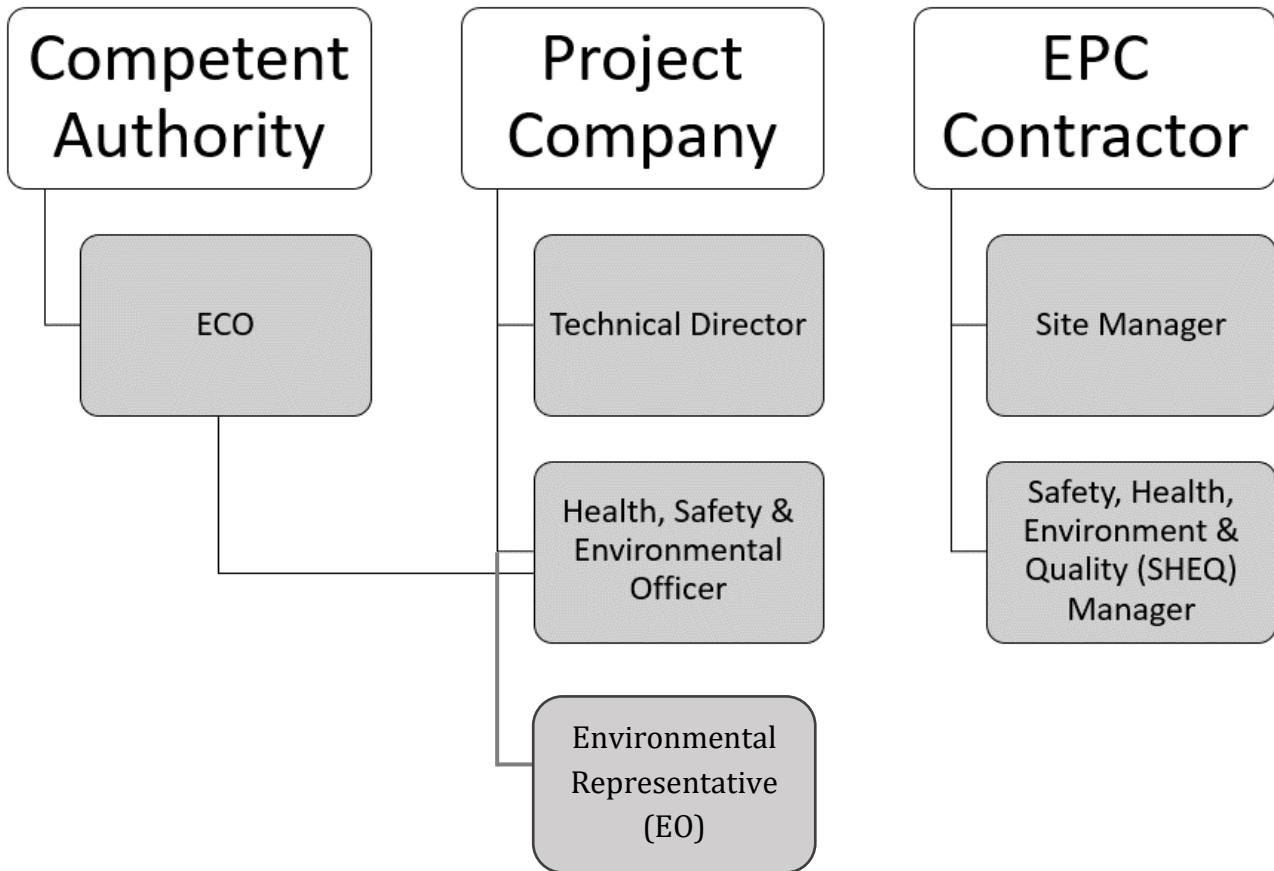 Competent
Authority
Project
Company
EPC
Contractor
ECO
Technical Director
Site Manager
Health, Safety &
Environmental
Officer
Safety, Health,
Environment &
Quality (SHEQ)
Manager
Environmental
Representative
(EO)